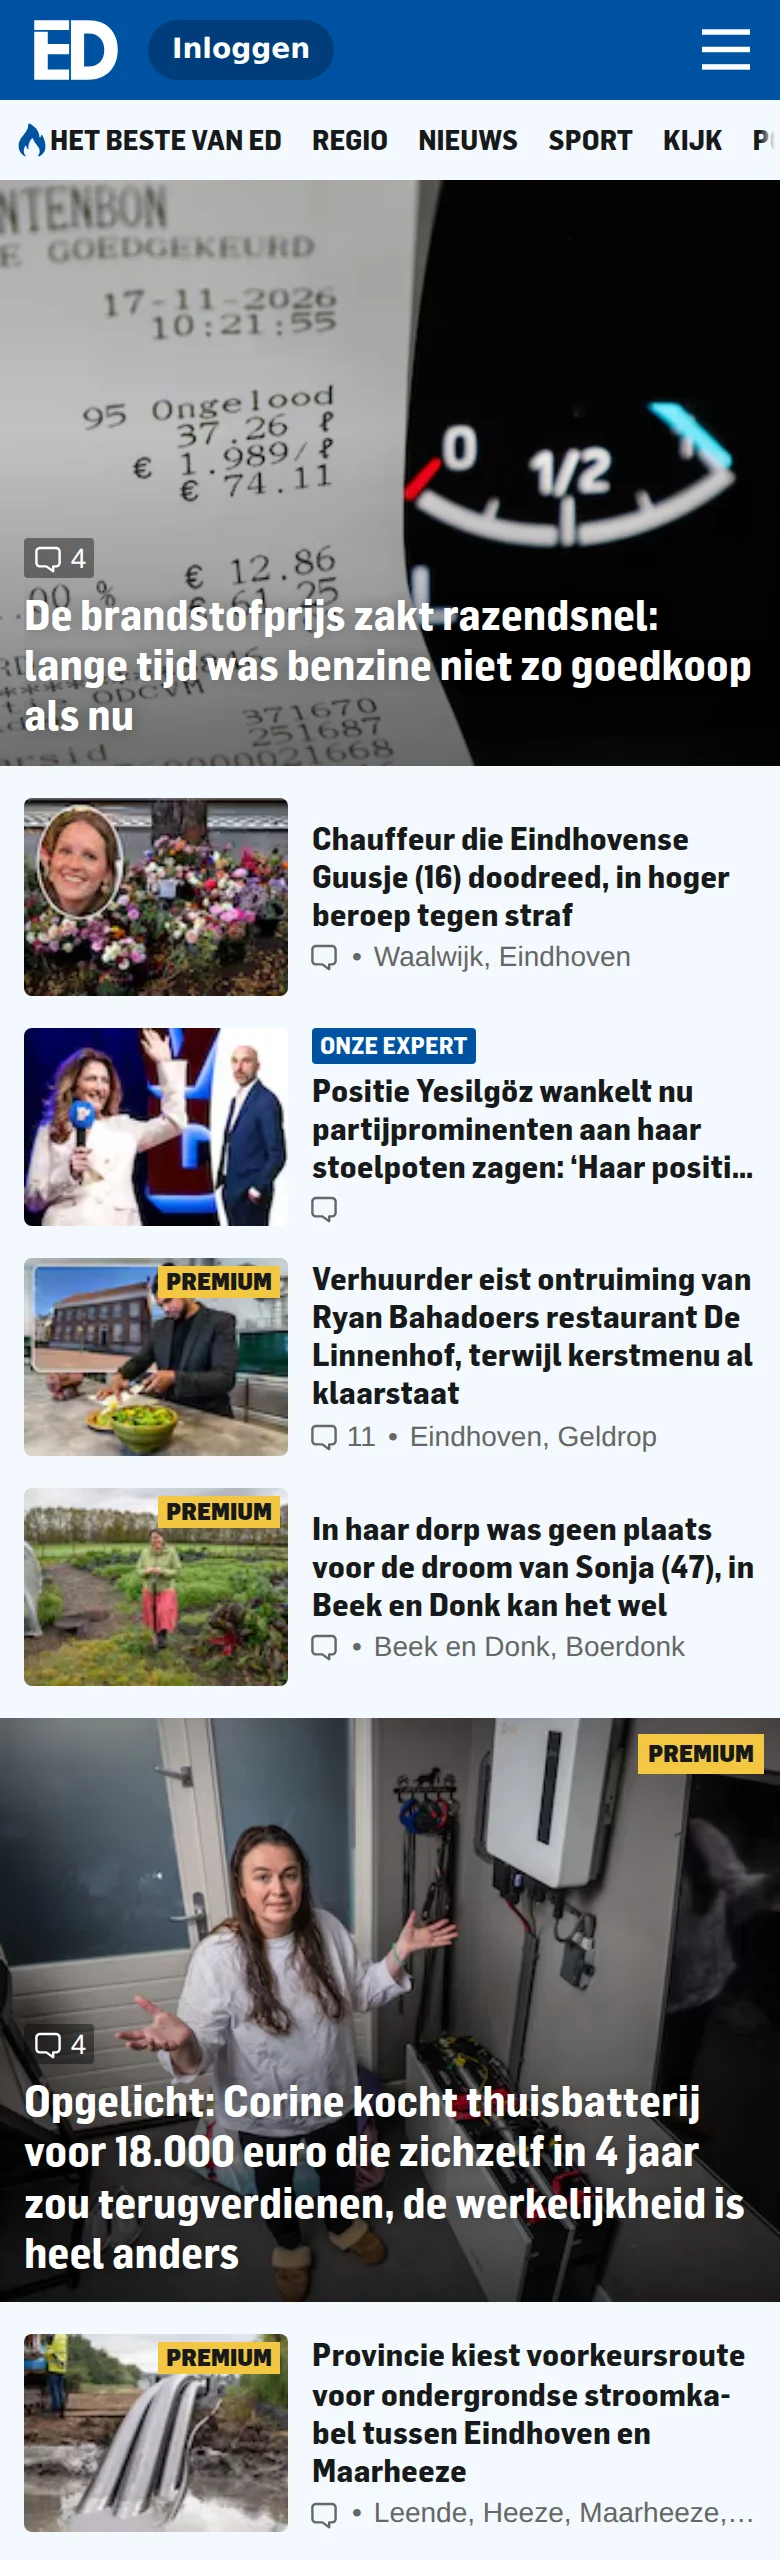 ED
Inloggen
HET BESTE VAN ED REGIO NIEUWS SPORT KIJK
NTENBON
E GOEDGEKEURD
17-11-2026
10:21:55
95 Ongelood
37.26 ℓ
€ 1.989/ℓ
€ 74.11
€ 12.86
.00 % € 61.25
0 1/2
4
De brandstofprijs zakt razendsnel:
lange tijd was benzine niet zo goedkoop
als nu
371670
251687
Chauffeur die Eindhovense
Guusje (16) doodreed, in hoger
beroep tegen straf
• Waalwijk, Eindhoven
ONZE EXPERT
Positie Yesilgöz wankelt nu
partijprominenten aan haar
stoelpoten zagen: ‘Haar positi...
PREMIUM
Verhuurder eist ontruiming van
Ryan Bahadoers restaurant De
Linnenhof, terwijl kerstmenu al
klaarstaat
11 • Eindhoven, Geldrop
PREMIUM
In haar dorp was geen plaats
voor de droom van Sonja (47), in
Beek en Donk kan het wel
• Beek en Donk, Boerdonk
PREMIUM
4
Opgelicht: Corine kocht thuisbatterij
voor 18.000 euro die zichzelf in 4 jaar
zou terugverdienen, de werkelijkheid is
heel anders
PREMIUM
Provincie kiest voorkeursroute
voor ondergrondse stroomka-
bel tussen Eindhoven en
Maarheeze
• Leende, Heeze, Maarheeze,...